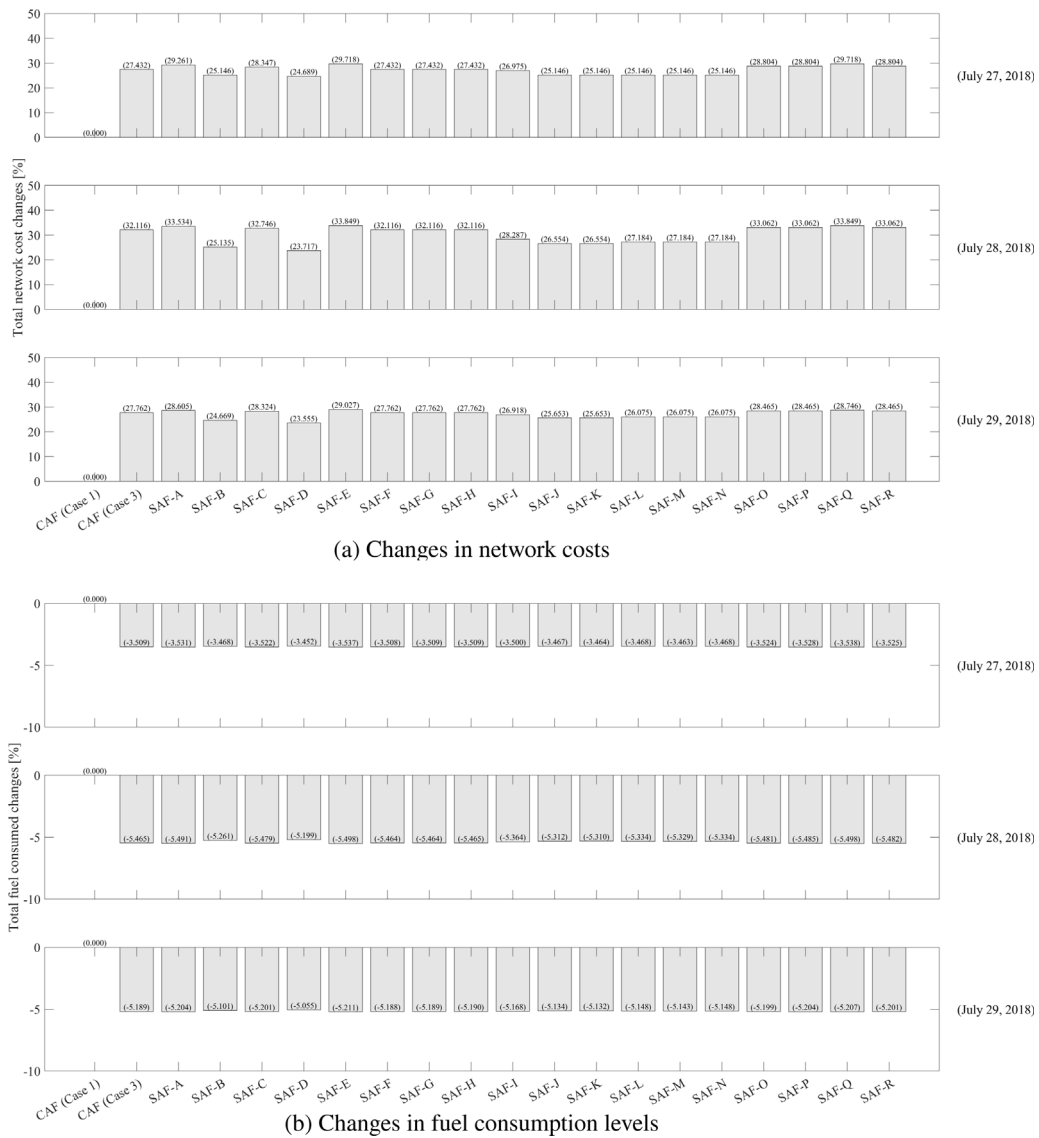 50
40
30
20
10
0
(0.000)
(27.432)
(29.261)
(25.146)
(28.347)
(24.689)
(29.718)
(27.432)
(27.432)
(27.432)
(26.975)
(25.146)
(25.146)
(25.146)
(25.146)
(25.146)
(28.804)
(28.804)
(29.718)
(28.804)
(July 27, 2018)
Total network cost changes [%]
50
40
30
20
10
0
(0.000)
(32.116)
(33.534)
(25.135)
(32.746)
(23.717)
(33.849)
(32.116)
(32.116)
(32.116)
(28.287)
(26.554)
(26.554)
(27.184)
(27.184)
(27.184)
(33.062)
(33.062)
(33.849)
(33.062)
(July 28, 2018)
50
40
30
20
10
0
(0.000)
(27.762)
(28.605)
(24.669)
(28.324)
(23.555)
(29.027)
(27.762)
(27.762)
(27.762)
(26.918)
(25.653)
(25.653)
(26.075)
(26.075)
(26.075)
(28.465)
(28.465)
(28.746)
(28.465)
(July 29, 2018)
CAF (Case 1)
CAF (Case 3)
SAF-A
SAF-B
SAF-C
SAF-D
SAF-E
SAF-F
SAF-G
SAF-H
SAF-I
SAF-J
SAF-K
SAF-L
SAF-M
SAF-N
SAF-O
SAF-P
SAF-Q
SAF-R
(a) Changes in network costs
0
-5
-10
(0.000)
(-3.509)
(-3.531)
(-3.468)
(-3.522)
(-3.452)
(-3.537)
(-3.508)
(-3.509)
(-3.509)
(-3.500)
(-3.467)
(-3.464)
(-3.468)
(-3.463)
(-3.468)
(-3.524)
(-3.528)
(-3.538)
(-3.525)
(July 27, 2018)
Total fuel consumed changes [%]
0
-5
-10
(0.000)
(-5.465)
(-5.491)
(-5.261)
(-5.479)
(-5.199)
(-5.498)
(-5.464)
(-5.464)
(-5.465)
(-5.364)
(-5.312)
(-5.310)
(-5.334)
(-5.329)
(-5.334)
(-5.481)
(-5.485)
(-5.498)
(-5.482)
(July 28, 2018)
0
-5
-10
(0.000)
(-5.189)
(-5.204)
(-5.101)
(-5.201)
(-5.055)
(-5.211)
(-5.188)
(-5.189)
(-5.190)
(-5.168)
(-5.134)
(-5.132)
(-5.148)
(-5.143)
(-5.148)
(-5.199)
(-5.204)
(-5.207)
(-5.201)
(July 29, 2018)
CAF (Case 1)
CAF (Case 3)
SAF-A
SAF-B
SAF-C
SAF-D
SAF-E
SAF-F
SAF-G
SAF-H
SAF-I
SAF-J
SAF-K
SAF-L
SAF-M
SAF-N
SAF-O
SAF-P
SAF-Q
SAF-R
(b) Changes in fuel consumption levels